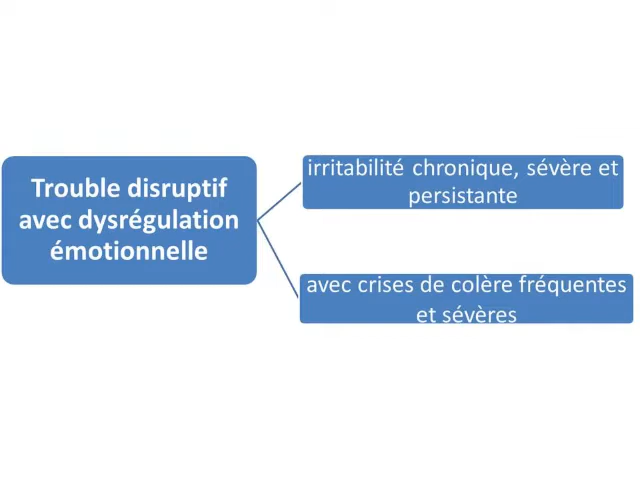 Trouble disruptif
avec dysrégulation
émotionnelle
irritabilité chronique, sévère et
persistante
avec crises de colère fréquentes
et sévères